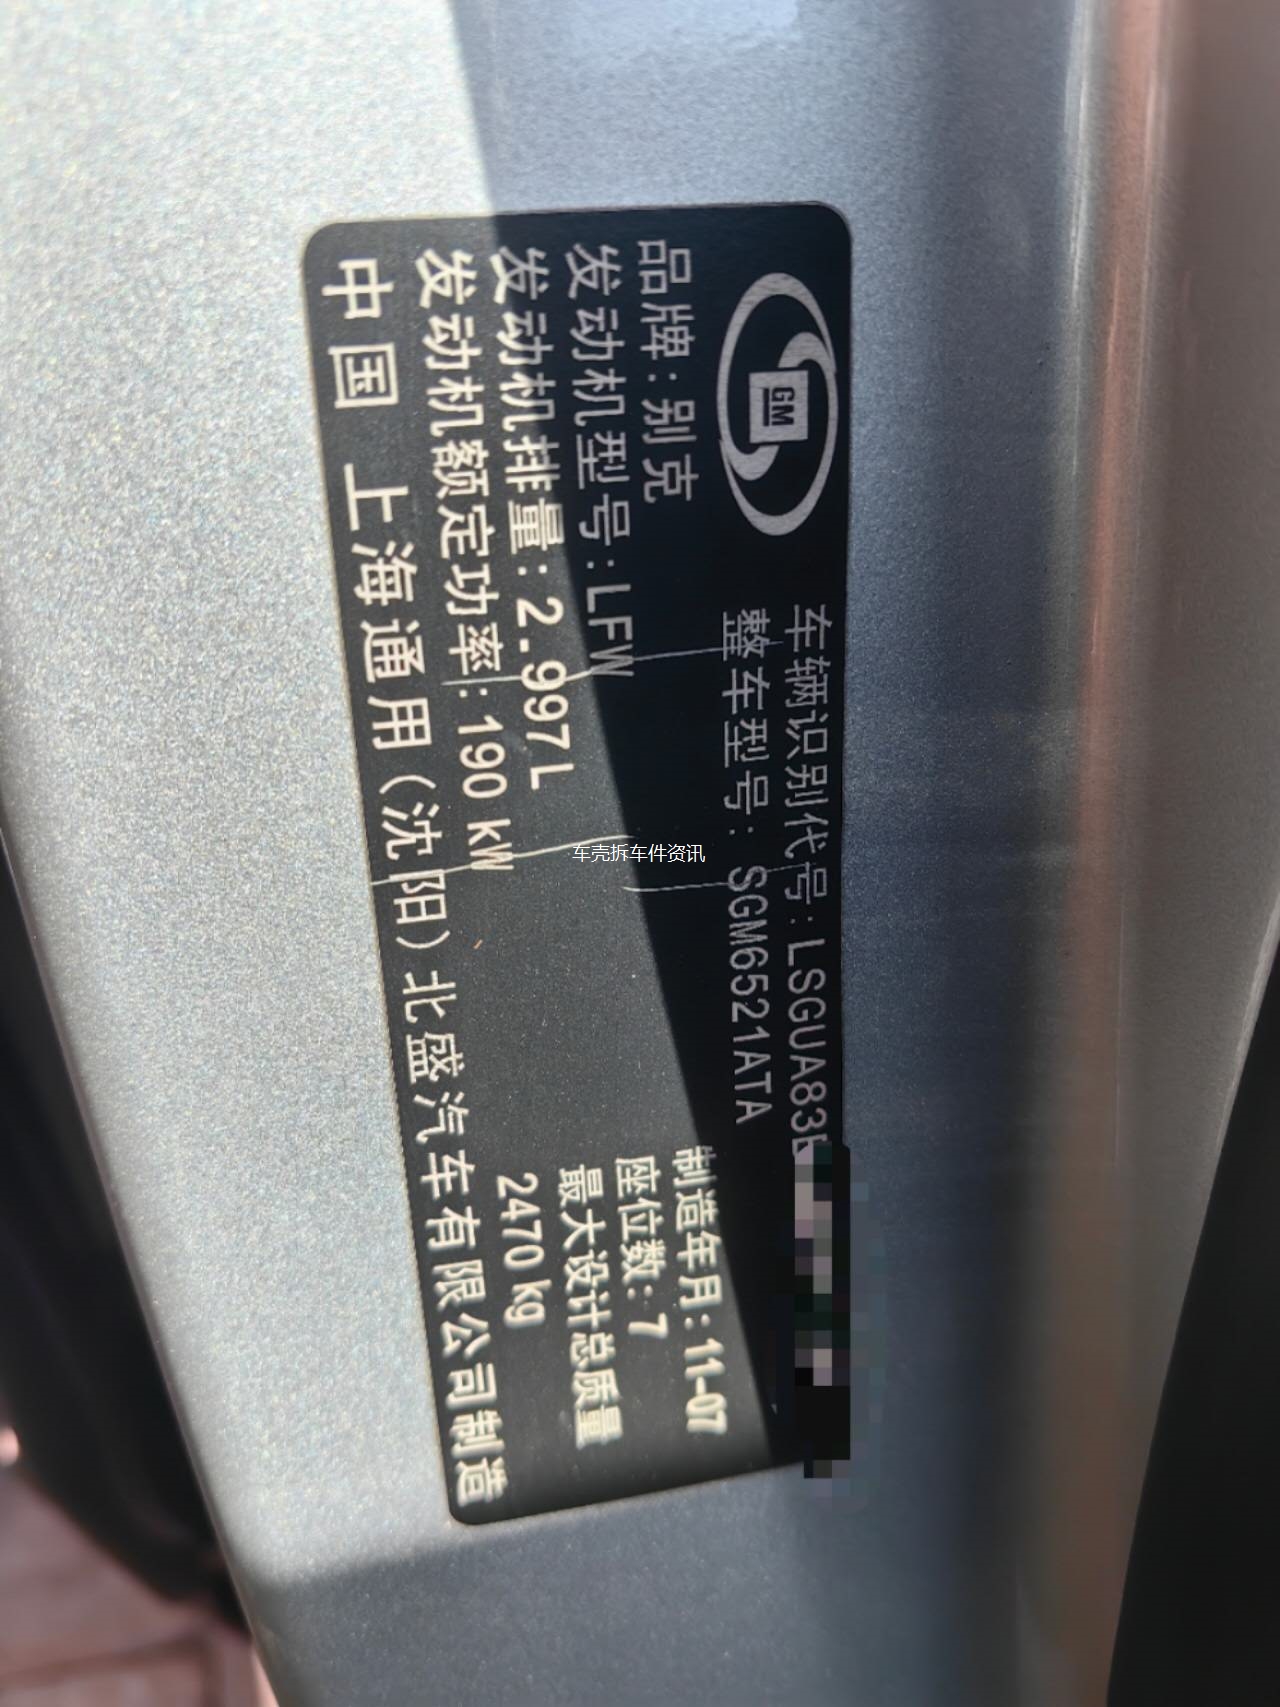 GM
车辆识别代号:LSGUA83
整车型号: SGM6521ATA
品牌:别克
发动机型号:LFW
发动机排量:2.997L
发动机额定功率:190 kW
制造年月:11-07
座位数:7
最大设计总质量
2470 kg
中国 上海通用(沈阳)北盛汽车有限公司制造
车壳拆车件资讯